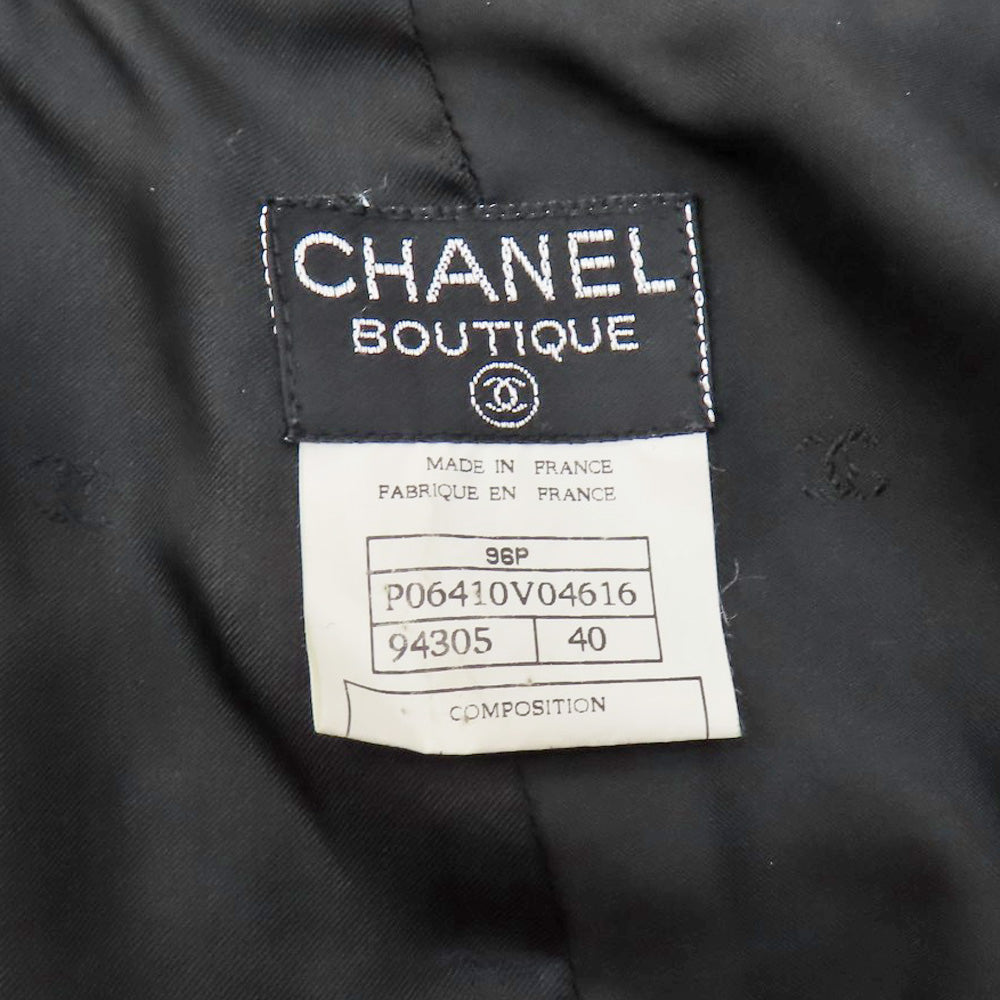 CHANEL
BOUTIQUE
MADE IN FRANCE
FABRIQUE EN FRANCE
96P
P06410V04616
94305 40
COMPOSITION